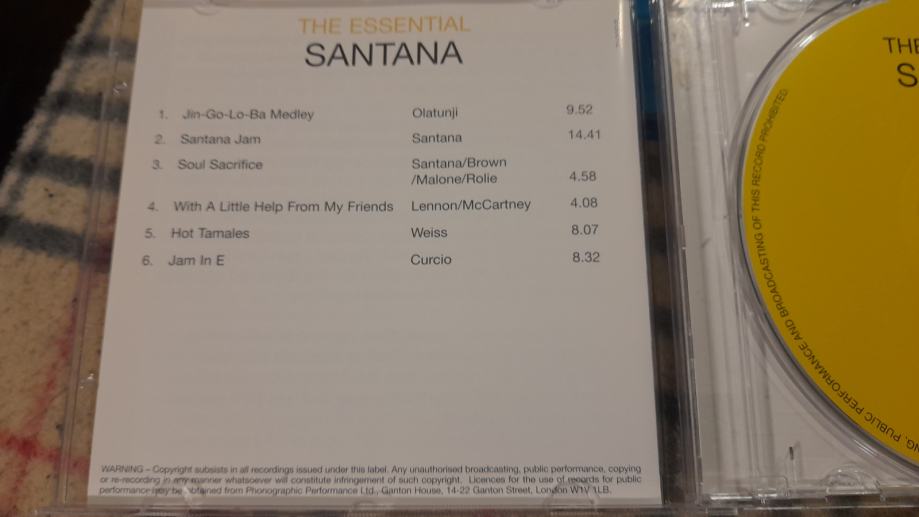 THE ESSENTIAL
SANTANA
1. Jin-Go-Lo-Ba Medley Olatunji 9.52
2. Santana Jam Santana 14.41
3. Soul Sacrifice Santana/Brown
/Malone/Rolie 4.58
4. With A Little Help From My Friends Lennon/McCartney 4.08
5. Hot Tamales Weiss 8.07
6. Jam In E Curcio 8.32
WARNING – Copyright subsists in all recordings issued under this label. Any unauthorised broadcasting, public performance, copying
or re-recording in any manner whatsoever will constitute infringement of such copyright. Licences for the use of records for public
performance may be obtained from Phonographic Performance Ltd., Ganton House, 14-22 Ganton Street, London W1V 1LB.
THE
S
NG, PUBLIC PERFORMANCE AND BROADCASTING OF THIS RECORD PROHIBITED